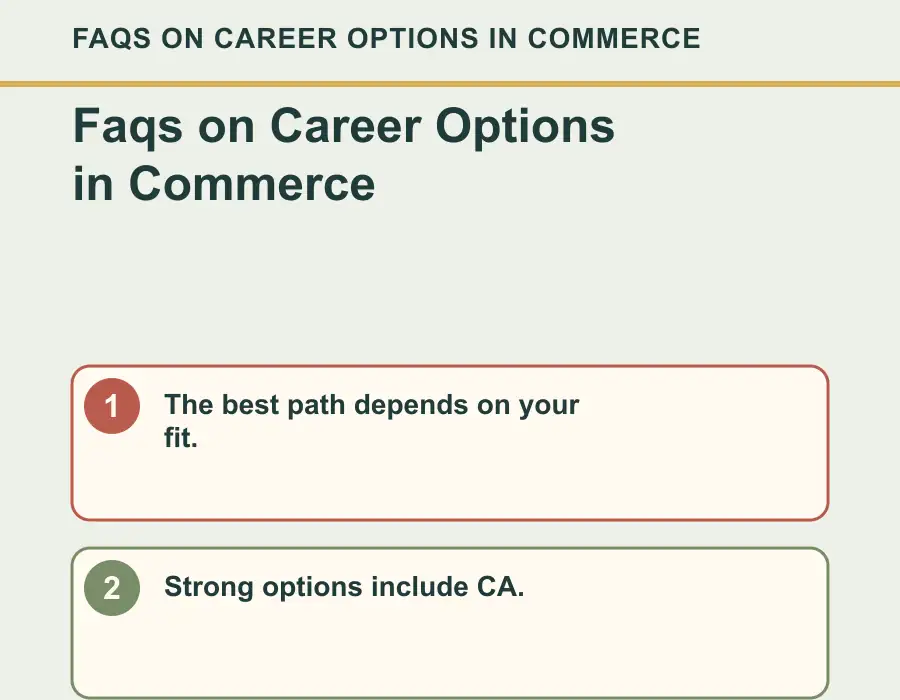 FAQS ON CAREER OPTIONS IN COMMERCE
Faqs on Career Options
in Commerce
1
The best path depends on your
fit.
2
Strong options include CA.